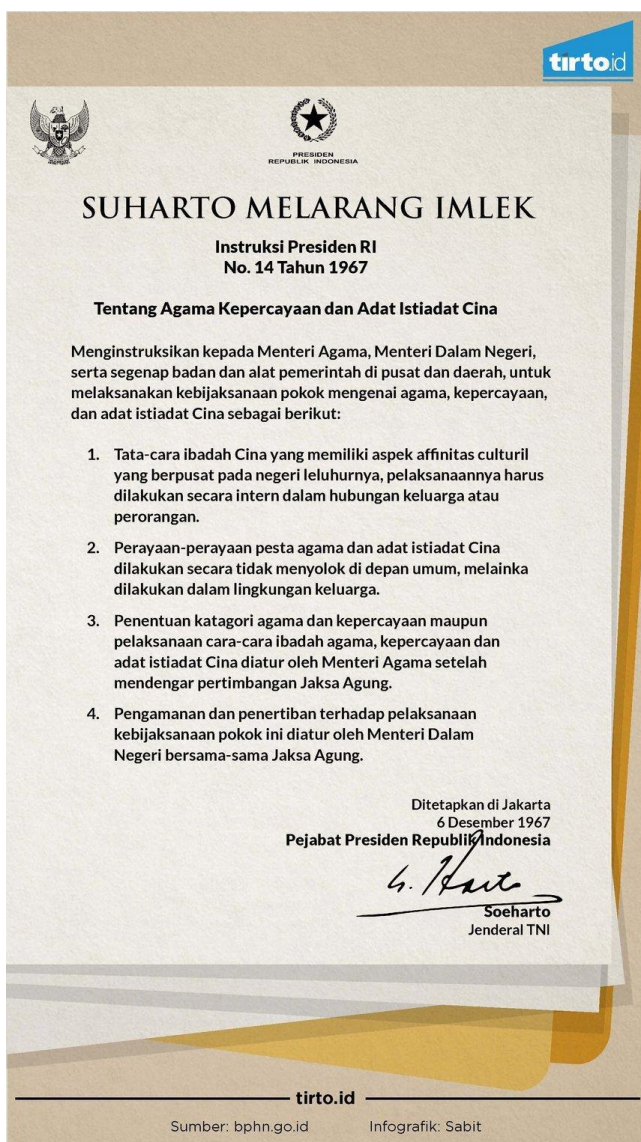 tirto.id
PRESIDEN
REPUBLIK INDONESIA
SUHARTO MELARANG IMLEK
Instruksi Presiden RI
No. 14 Tahun 1967
Tentang Agama Kepercayaan dan Adat Istiadat Cina
Menginstruksikan kepada Menteri Agama, Menteri Dalam Negeri,
serta segenap badan dan alat pemerintah di pusat dan daerah, untuk
melaksanakan kebijaksanaan pokok mengenai agama, kepercayaan,
dan adat istiadat Cina sebagai berikut:
1. Tata-cara ibadah Cina yang memiliki aspek affinitas culturil
yang berpusat pada negeri leluhurnya, pelaksanaannya harus
dilakukan secara intern dalam hubungan keluarga atau
perorangan.
2. Perayaan-perayaan pesta agama dan adat istiadat Cina
dilakukan secara tidak menyolok di depan umum, melainka
dilakukan dalam lingkungan keluarga.
3. Penentuan katagori agama dan kepercayaan maupun
pelaksanaan cara-cara ibadah agama, kepercayaan dan
adat istiadat Cina diatur oleh Menteri Agama setelah
mendengar pertimbangan Jaksa Agung.
4. Pengamanan dan penertiban terhadap pelaksanaan
kebijaksanaan pokok ini diatur oleh Menteri Dalam
Negeri bersama-sama Jaksa Agung.
Ditetapkan di Jakarta
6 Desember 1967
Pejabat Presiden Republik Indonesia
Soeharto
Jenderal TNI
tirto.id
Sumber: bphn.go.id Infografik: Sabit